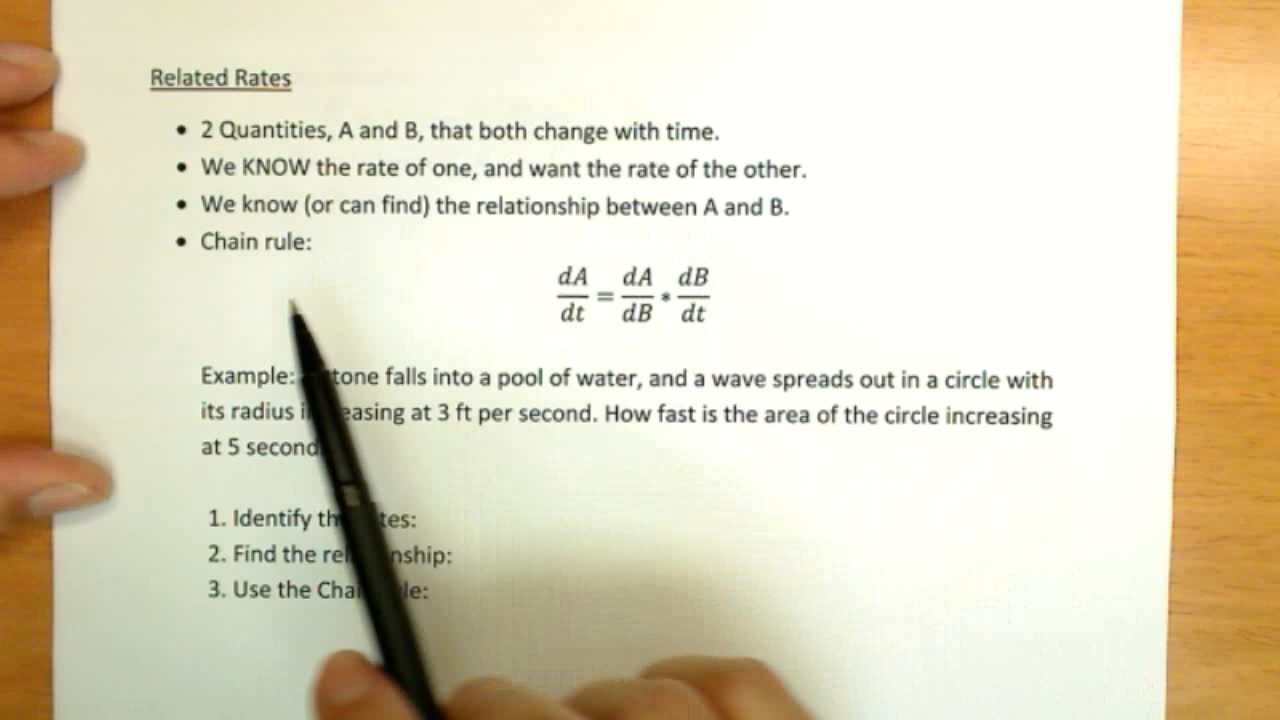 Related Rates
• 2 Quantities, A and B, that both change with time.
• We KNOW the rate of one, and want the rate of the other.
• We know (or can find) the relationship between A and B.
• Chain rule:
dA/dt = dA/dB * dB/dt
Example: tone falls into a pool of water, and a wave spreads out in a circle with
its radius easing at 3 ft per second. How fast is the area of the circle increasing
at 5 second
1. Identify th tes:
2. Find the rel nship:
3. Use the Chai le: